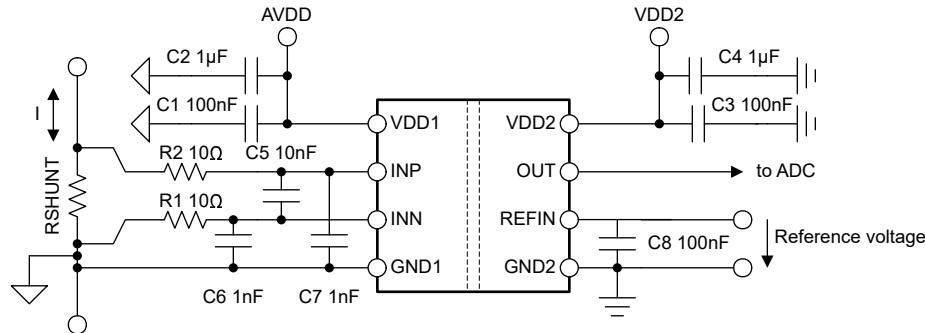 AVDD
VDD2
C2 1µF
C4 1µF
C1 100nF
C3 100nF
I
VDD1
VDD2
R2 10Ω
C5 10nF
INP
OUT
to ADC
RSHUNT
R1 10Ω
INN
REFIN
C8 100nF
Reference voltage
GND1
GND2
C6 1nF
C7 1nF